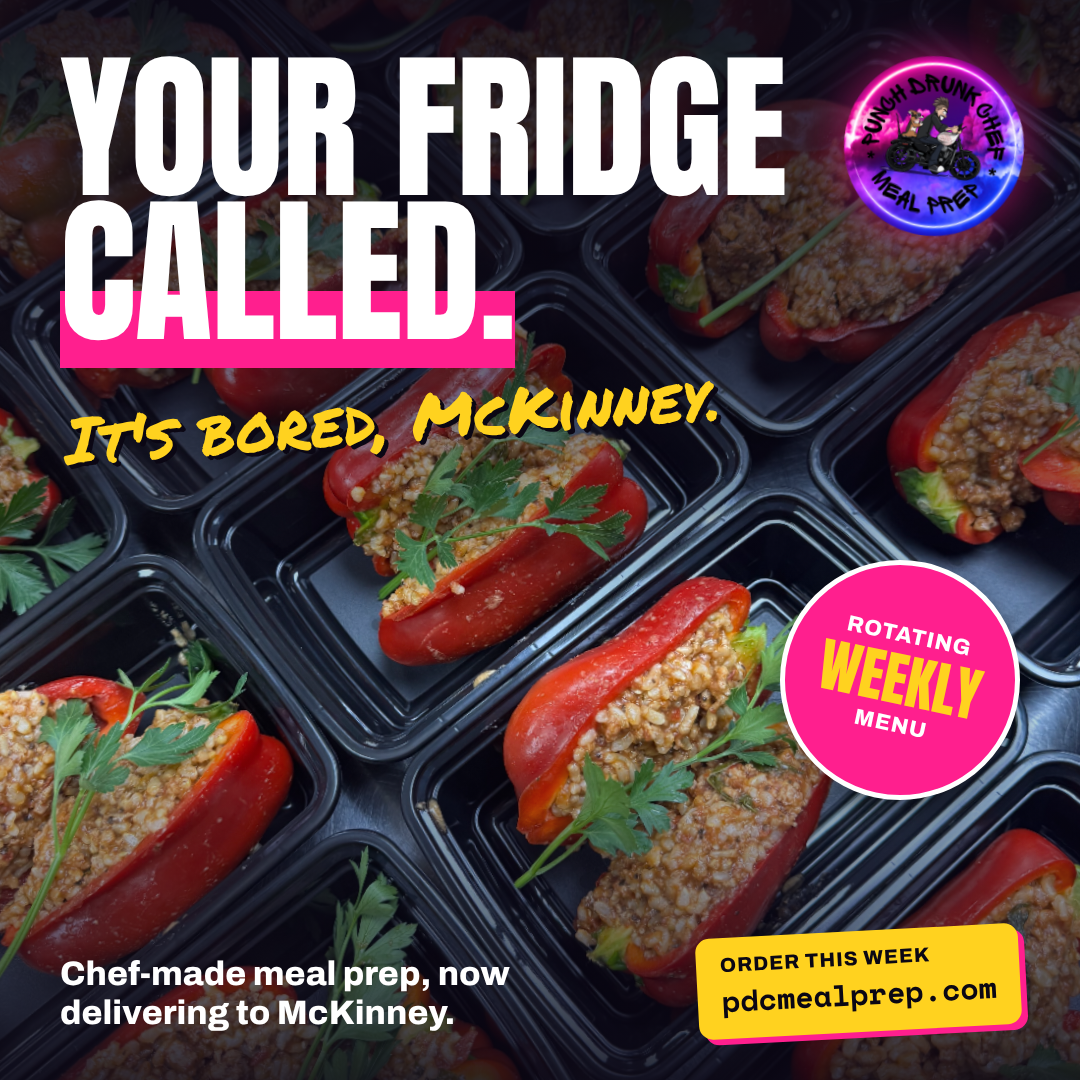 YOUR FRIDGE
CALLED.
PUNCH DRUNK CHEF
MEAL PREP
IT'S BORED, MCKINNEY.
ROTATING
WEEKLY
MENU
Chef-made meal prep, now
delivering to McKinney.
ORDER THIS WEEK
pdcmealprep.com